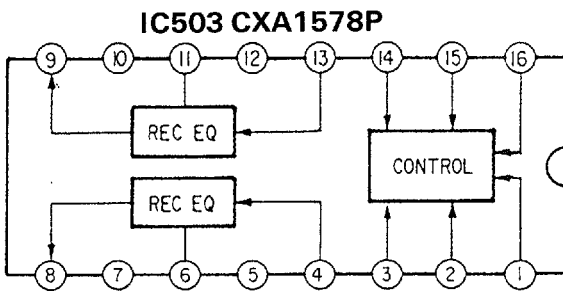 IC503 CXA1578P
9 10 11 12 13 14 15 16
REC EQ
CONTROL
REC EQ
8 7 6 5 4 3 2 1